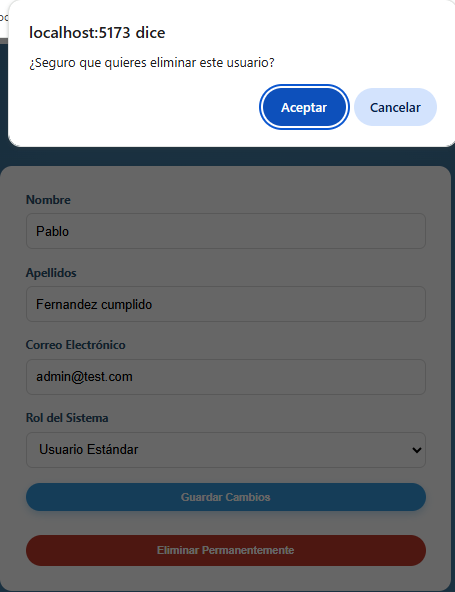 localhost:5173 dice
¿Seguro que quieres eliminar este usuario?
Aceptar
Cancelar
Nombre
Pablo
Apellidos
Fernandez cumplido
Correo Electrónico
admin@test.com
Rol del Sistema
Usuario Estándar
Guardar Cambios
Eliminar Permanentemente